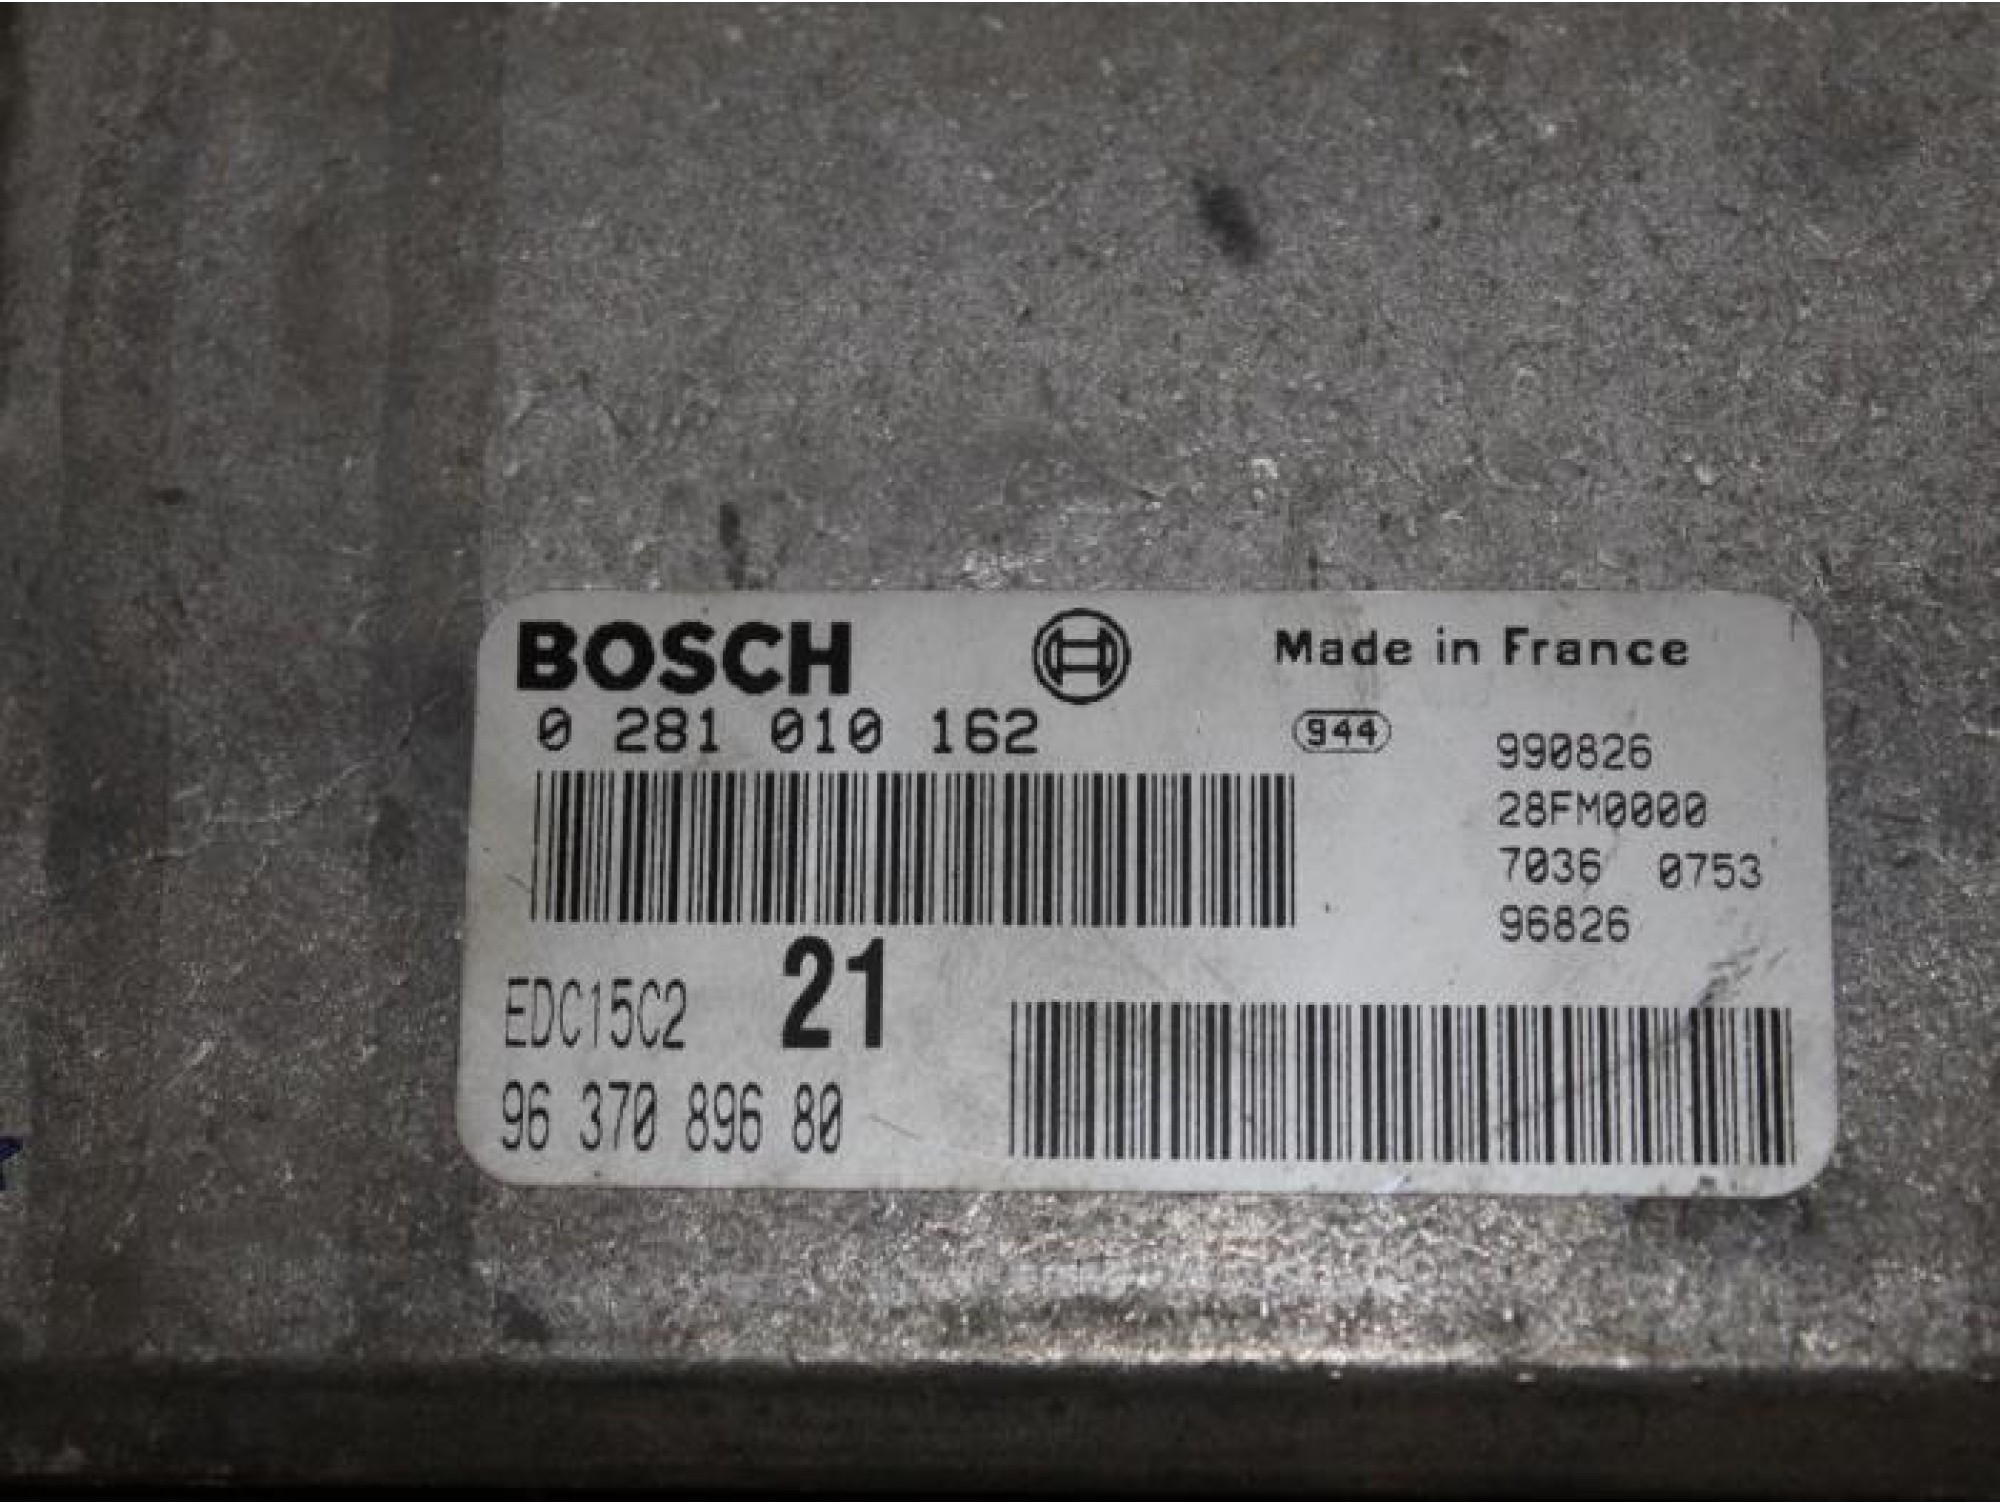 BOSCH Made in France
0 281 010 162 944 990826
28FM0000
7036 0753
96826
EDC15C2 21
96 370 896 80